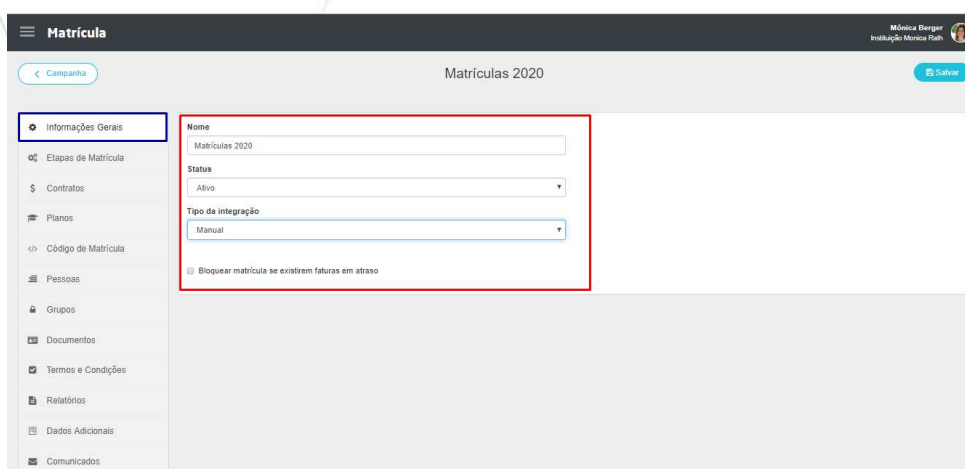 Matrícula
Mônica Berger
Instituição Monica Rath
Campanha
Matrículas 2020
Salvar
Informações Gerais
Etapas de Matrícula
Contratos
Planos
Código de Matrícula
Pessoas
Grupos
Documentos
Termos e Condições
Relatórios
Dados Adicionais
Comunicados
Nome
Matrículas 2020
Status
Ativo
Tipo da integração
Manual
Bloquear matrícula se existirem faturas em atraso